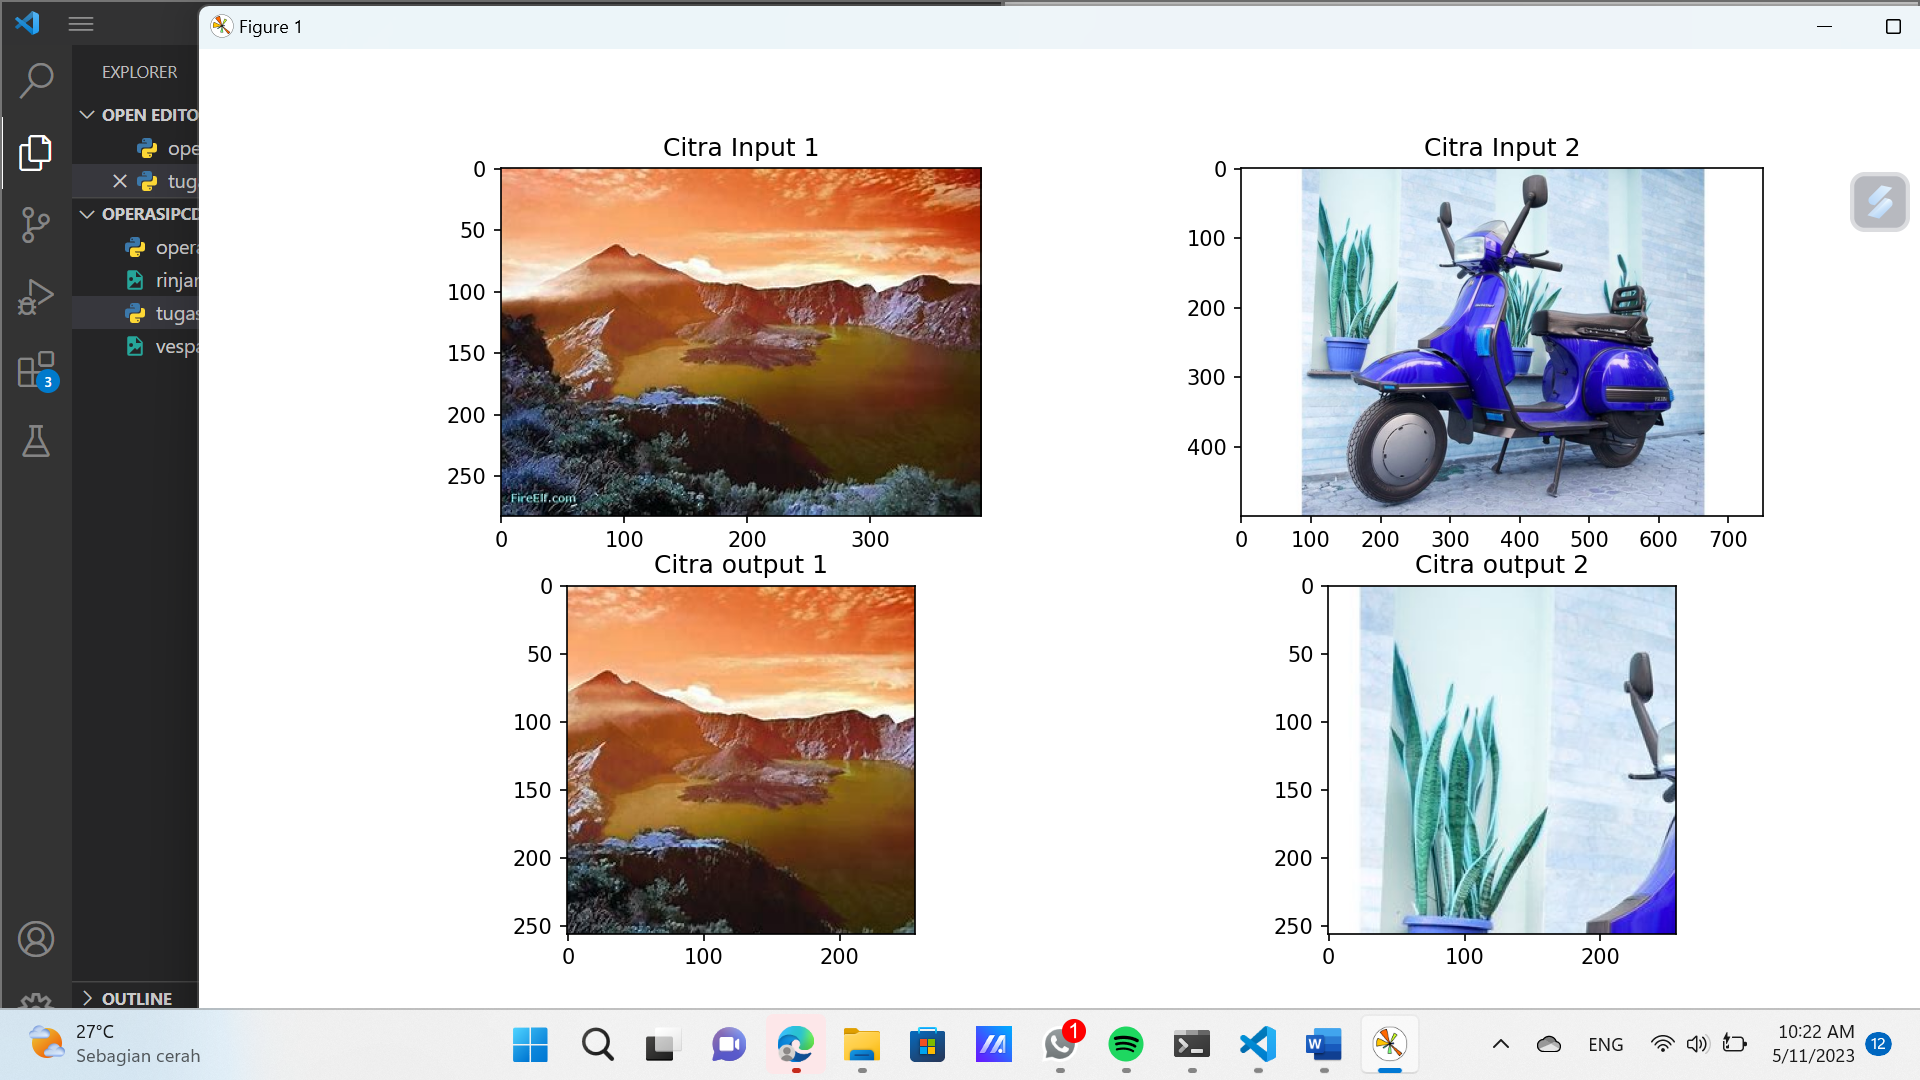 Figure 1
EXPLORER
OPEN EDITO
ope
tuga
OPERASIPCD
opera
rinjar
tugas
vespa
3
OUTLINE
Citra Input 1
0
50
100
150
200
250
FireElf.com
0 100 200 300
Citra Input 2
0
100
200
300
400
0 100 200 300 400 500 600 700
Citra output 1
0
50
100
150
200
250
0 100 200
Citra output 2
0
50
100
150
200
250
0 100 200
27°C
Sebagian cerah
1
W
ENG
10:22 AM
5/11/2023
12